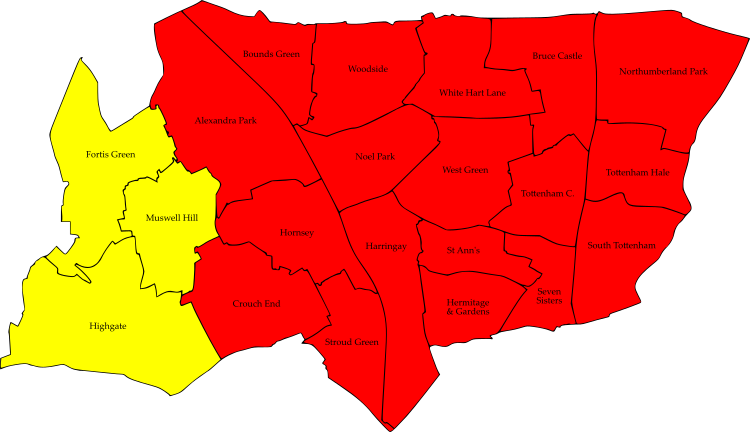 Bounds Green
Woodside
Bruce Castle
Northumberland Park
White Hart Lane
Alexandra Park
Fortis Green
Noel Park
West Green
Tottenham Hale
Tottenham C.
Muswell Hill
Hornsey
Harringay
St Ann's
South Tottenham
Crouch End
Hermitage
& Gardens
Seven
Sisters
Highgate
Stroud Green